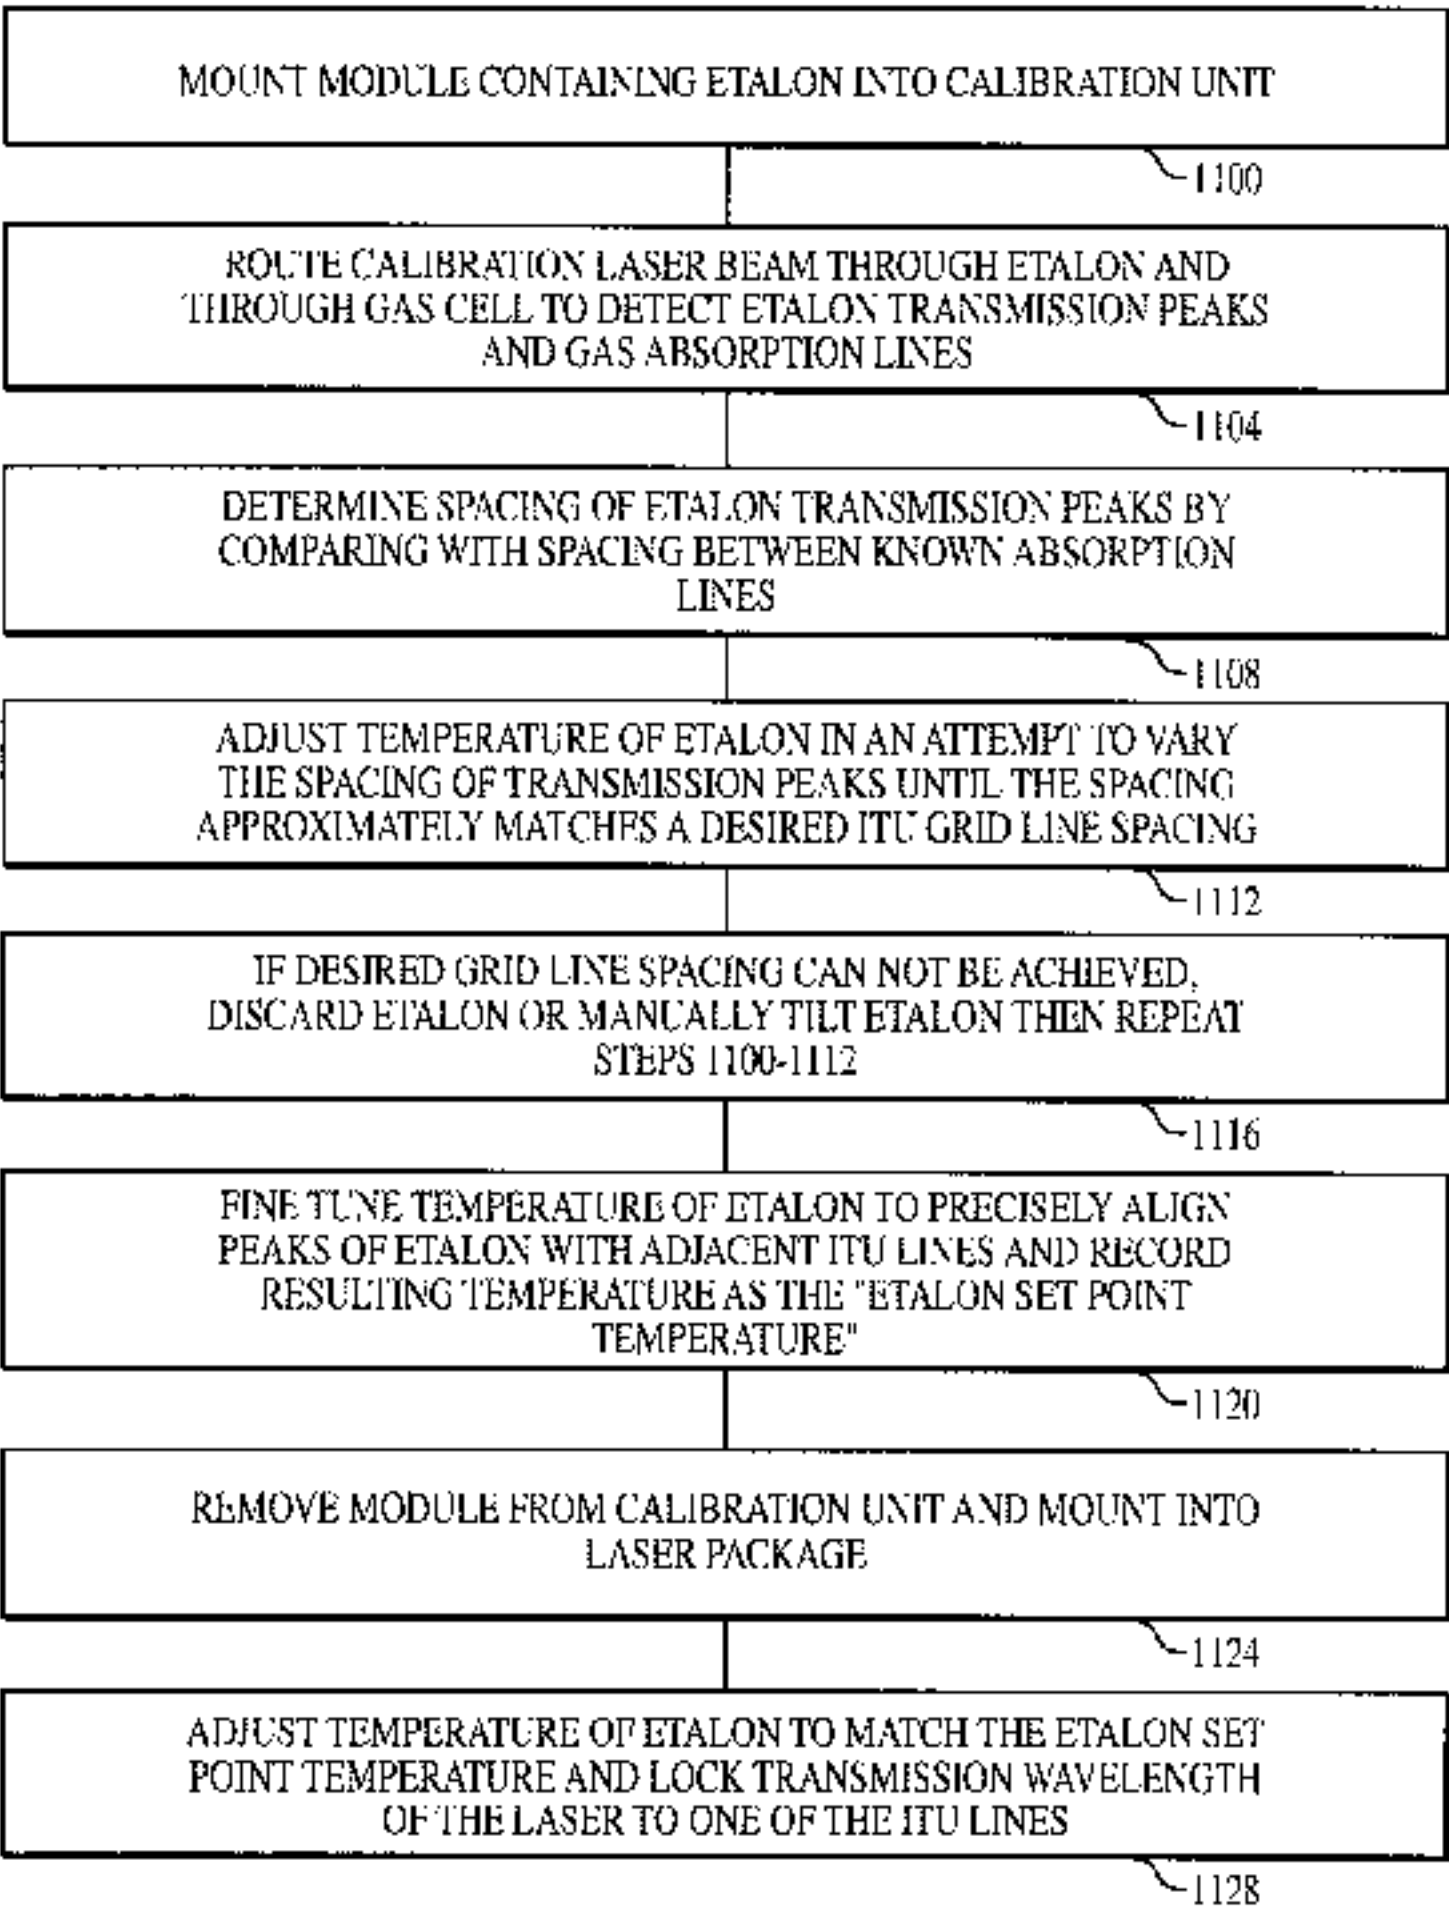 MOUNT MODULE CONTAINING ETALON INTO CALIBRATION UNIT
1100
ROUTE CALIBRATION LASER BEAM THROUGH ETALON AND
THROUGH GAS CELL TO DETECT ETALON TRANSMISSION PEAKS
AND GAS ABSORPTION LINES
1104
DETERMINE SPACING OF ETALON TRANSMISSION PEAKS BY
COMPARING WITH SPACING BETWEEN KNOWN ABSORPTION
LINES
1108
ADJUST TEMPERATURE OF ETALON IN AN ATTEMPT TO VARY
THE SPACING OF TRANSMISSION PEAKS UNTIL THE SPACING
APPROXIMATELY MATCHES A DESIRED ITU GRID LINE SPACING
1112
IF DESIRED GRID LINE SPACING CAN NOT BE ACHIEVED,
DISCARD ETALON OR MANUALLY TILT ETALON THEN REPEAT
STEPS 1100-1112
1116
FINE TUNE TEMPERATURE OF ETALON TO PRECISELY ALIGN
PEAKS OF ETALON WITH ADJACENT ITU LINES AND RECORD
RESULTING TEMPERATURE AS THE "ETALON SET POINT
TEMPERATURE"
1120
REMOVE MODULE FROM CALIBRATION UNIT AND MOUNT INTO
LASER PACKAGE
1124
ADJUST TEMPERATURE OF ETALON TO MATCH THE ETALON SET
POINT TEMPERATURE AND LOCK TRANSMISSION WAVELENGTH
OF THE LASER TO ONE OF THE ITU LINES
1128